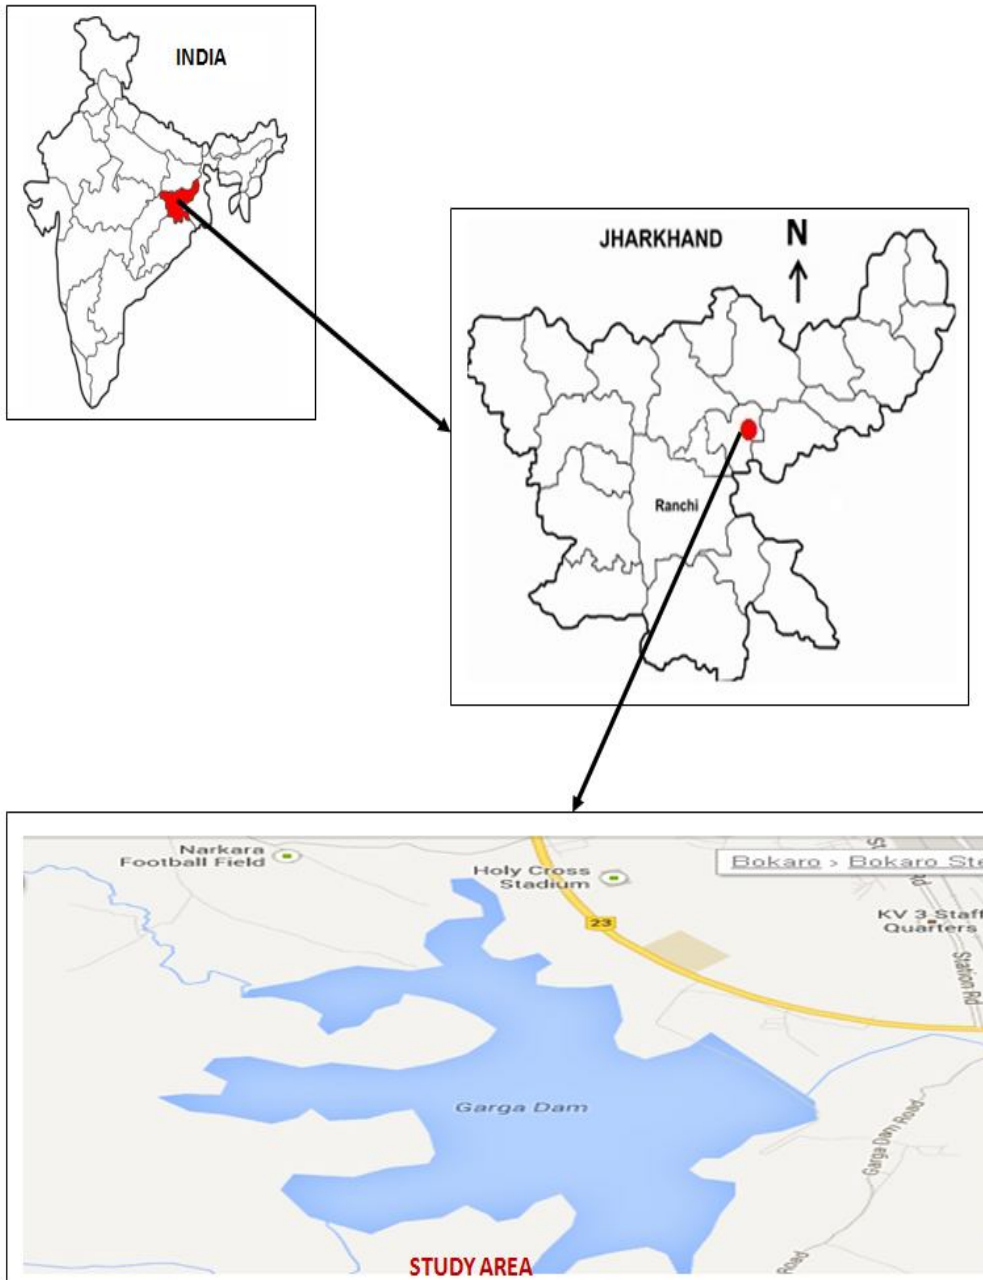 INDIA
JHARKHAND
N
Ranchi
Narkara
Football Field
Holy Cross
Stadium
Bokaro › Bokaro Ste
23
KV 3 Staff
Quarters
Station Rd
Garga Dam
Garga Dam Road
Road
STUDY AREA